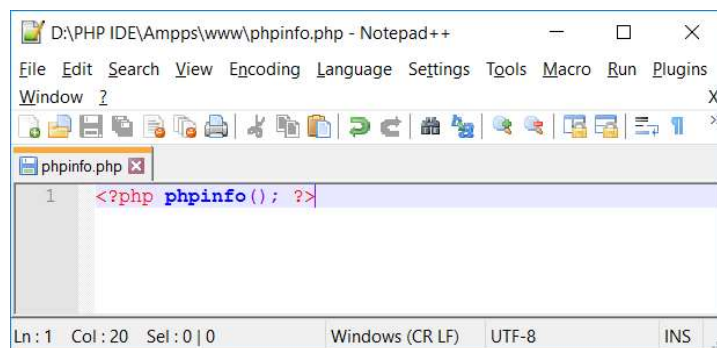 D:\PHP IDE\Ampps\www\phpinfo.php - Notepad++
File Edit Search View Encoding Language Settings Tools Macro Run Plugins
Window ? X
phpinfo.php
1 <?php phpinfo(); ?>
Ln : 1 Col : 20 Sel : 0 | 0 Windows (CR LF) UTF-8 INS